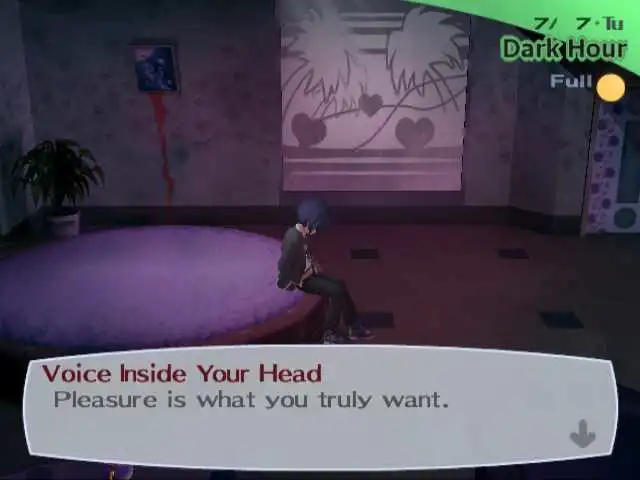 7/ 7·Tu
Dark Hour
Full
Voice Inside Your Head
Pleasure is what you truly want.